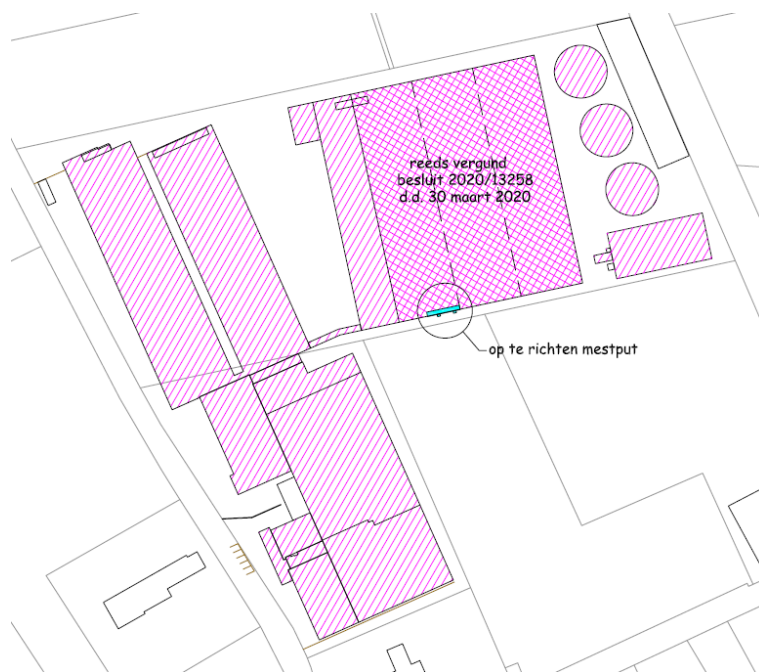 reeds vergund
besluit 2020/13258
d.d. 30 maart 2020
op te richten mestput